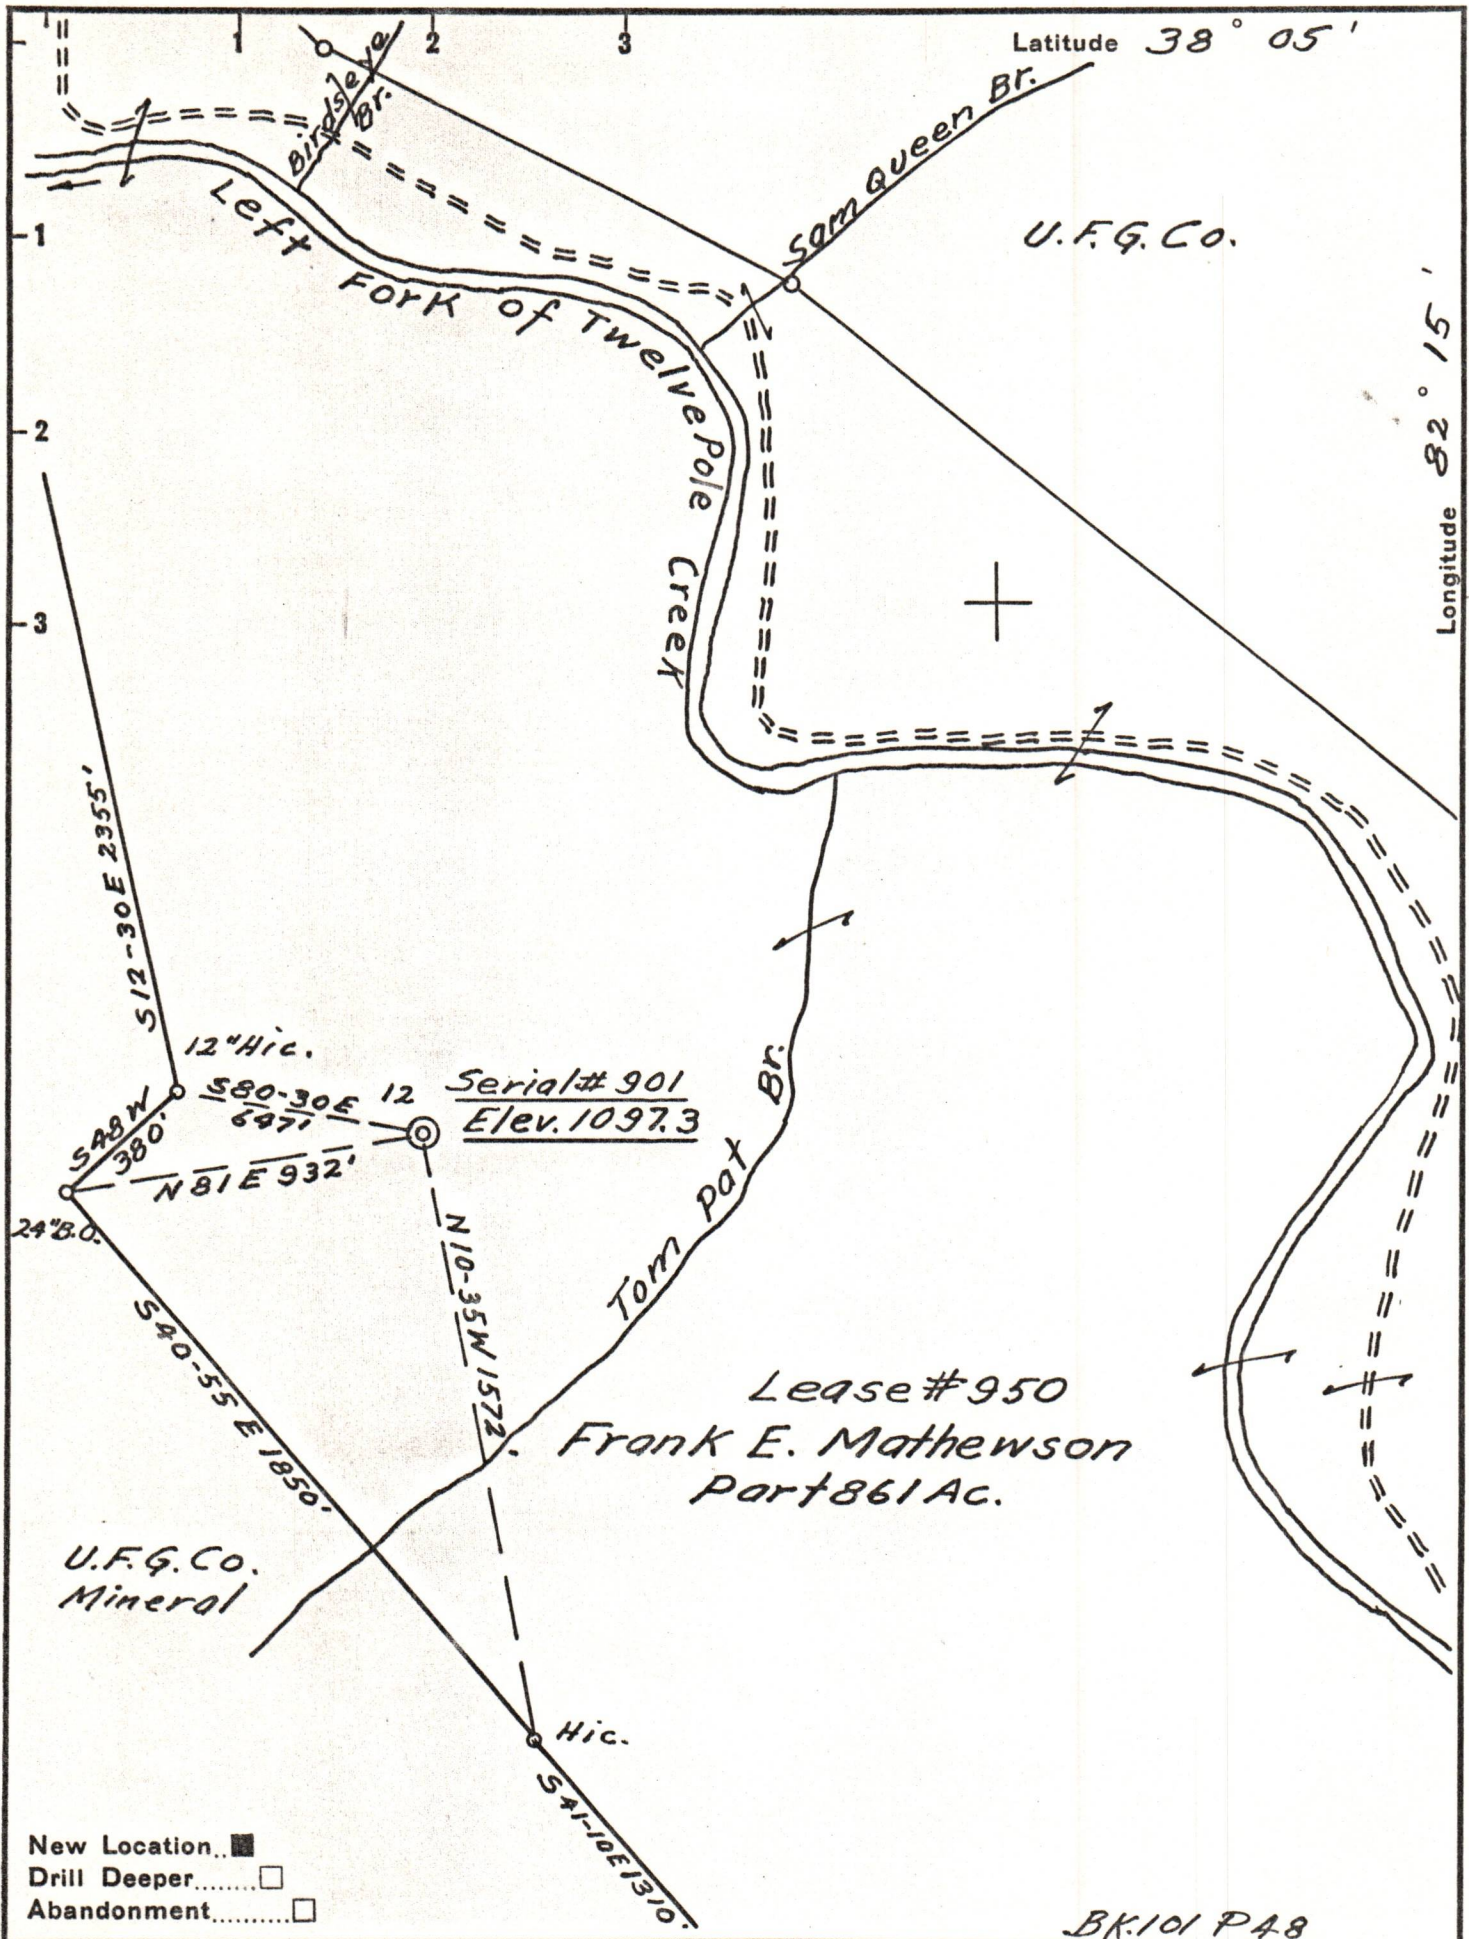 1
2
3
Latitude 38° 05'
Birdseye
Br.
Sam Queen Br.
U.F.G. Co.
1
2
3
Longitude 82° 15'
Left Fork of Twelve Pole Creek
S12-30E 2355'
12" Hic.
S80-30E
12
Serial# 901
Elev. 1097.3
S48W
380'
N81E 932'
24" B.O.
Tom Pat Br.
N10-35W 1572'
S40-55E 1850'
Lease #950
Frank E. Mathewson
Part 861 Ac.
U.F.G. Co.
Mineral
Hic.
S41-10E 1310'
New Location..
Drill Deeper........
Abandonment..........
BK.101 P48